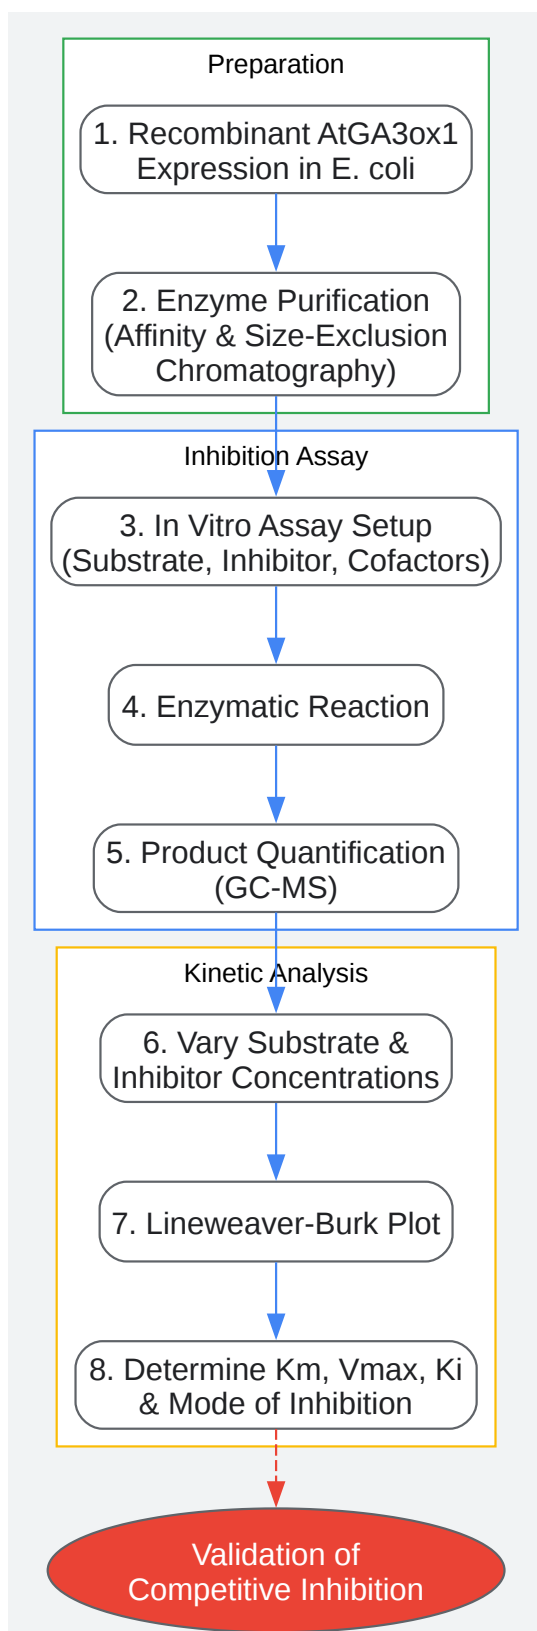 Preparation
1. Recombinant AtGA3ox1
Expression in E. coli
2. Enzyme Purification
(Affinity & Size-Exclusion
Chromatography)
Inhibition Assay
3. In Vitro Assay Setup
(Substrate, Inhibitor, Cofactors)
4. Enzymatic Reaction
5. Product Quantification
(GC-MS)
Kinetic Analysis
6. Vary Substrate &
Inhibitor Concentrations
7. Lineweaver-Burk Plot
8. Determine Km, Vmax, Ki
& Mode of Inhibition
Validation of
Competitive Inhibition